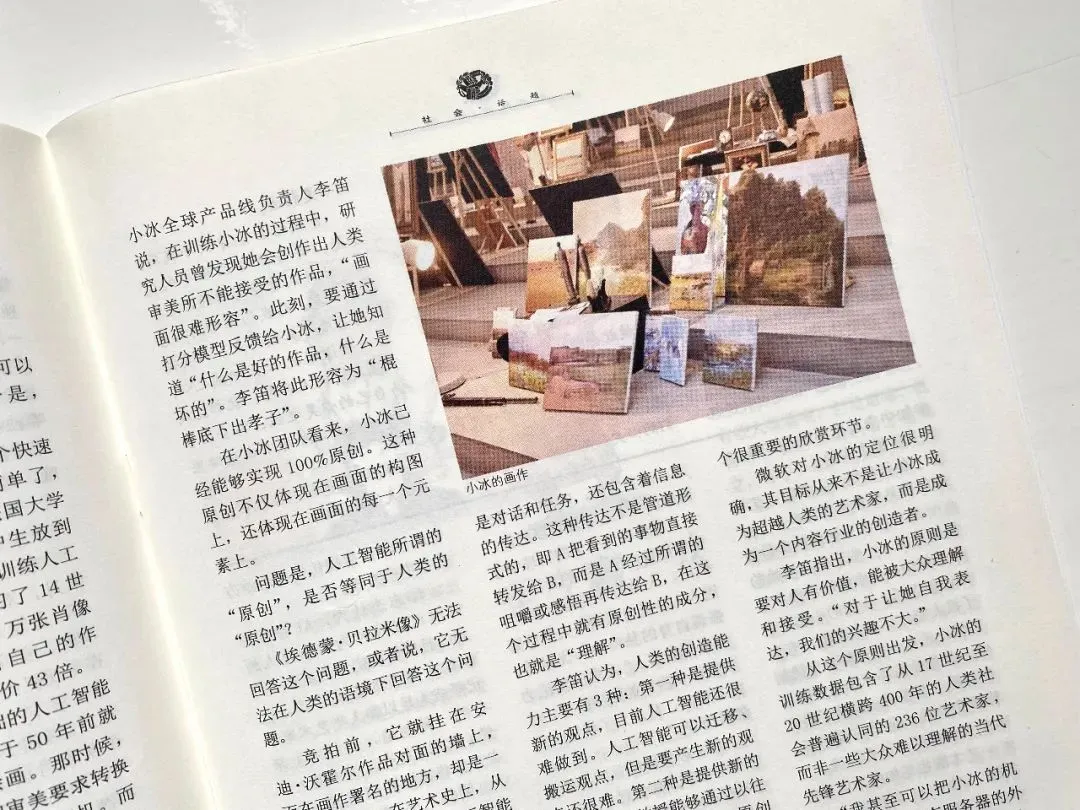 社会·话题
可以
是，
个快速
单了，
国大学
生放到
训练人工
了14世
万张肖像
自己的作
价43倍。
的人工智能
于50年前就
绘画。那时候，
审美要求转换
而
小冰全球产品线负责人李笛
说，在训练小冰的过程中，研
究人员曾发现她会创作出人类
审美所不能接受的作品，“画
面很难形容”。此刻，要通过
打分模型反馈给小冰，让她知
道“什么是好的作品，什么是
坏的”。李笛将此形容为“棍
棒底下出孝子”。
在小冰团队看来，小冰已
经能够实现100%原创。这种
原创不仅体现在画面的构图
上，还体现在画面的每一个元
素上。
问题是，人工智能所谓的
“原创”，是否等同于人类的
“原创”？
《埃德蒙·贝拉米像》无法
回答这个问题，或者说，它无
法在人类的语境下回答这个问
题。
竞拍前，它就挂在安
迪·沃霍尔作品对面的墙上，
而在画作署名的地方，却是一
在艺术史上，从
小冰的画作
是对话和任务，还包含着信息
的传达。这种传达不是管道形
式的，即A把看到的事物直接
转发给B，而是A经过所谓的
咀嚼或感悟再传达给B，在这
个过程中就有原创性的成分，
也就是“理解”。
李笛认为，人类的创造能
力主要有3种：第一种是提供
新的观点，目前人工智能还很
难做到。人工智能可以迁移、
搬运观点，但是要产生新的观
点还很难。第二种是提供新的
能够通过以往
原创
个很重要的欣赏环节。
微软对小冰的定位很明
确，其目标从来不是让小冰成
为超越人类的艺术家，而是成
为一个内容行业的创造者。
李笛指出，小冰的原则是
要对人有价值，能被大众理解
和接受。“对于让她自我表
达，我们的兴趣不大。”
从这个原则出发，小冰的
训练数据包含了从17世纪至
20世纪横跨400年的人类社
会普遍认同的236位艺术家，
而非一些大众难以理解的当代
先锋艺术家。
“我甚至可以把小冰的机
服务器的外